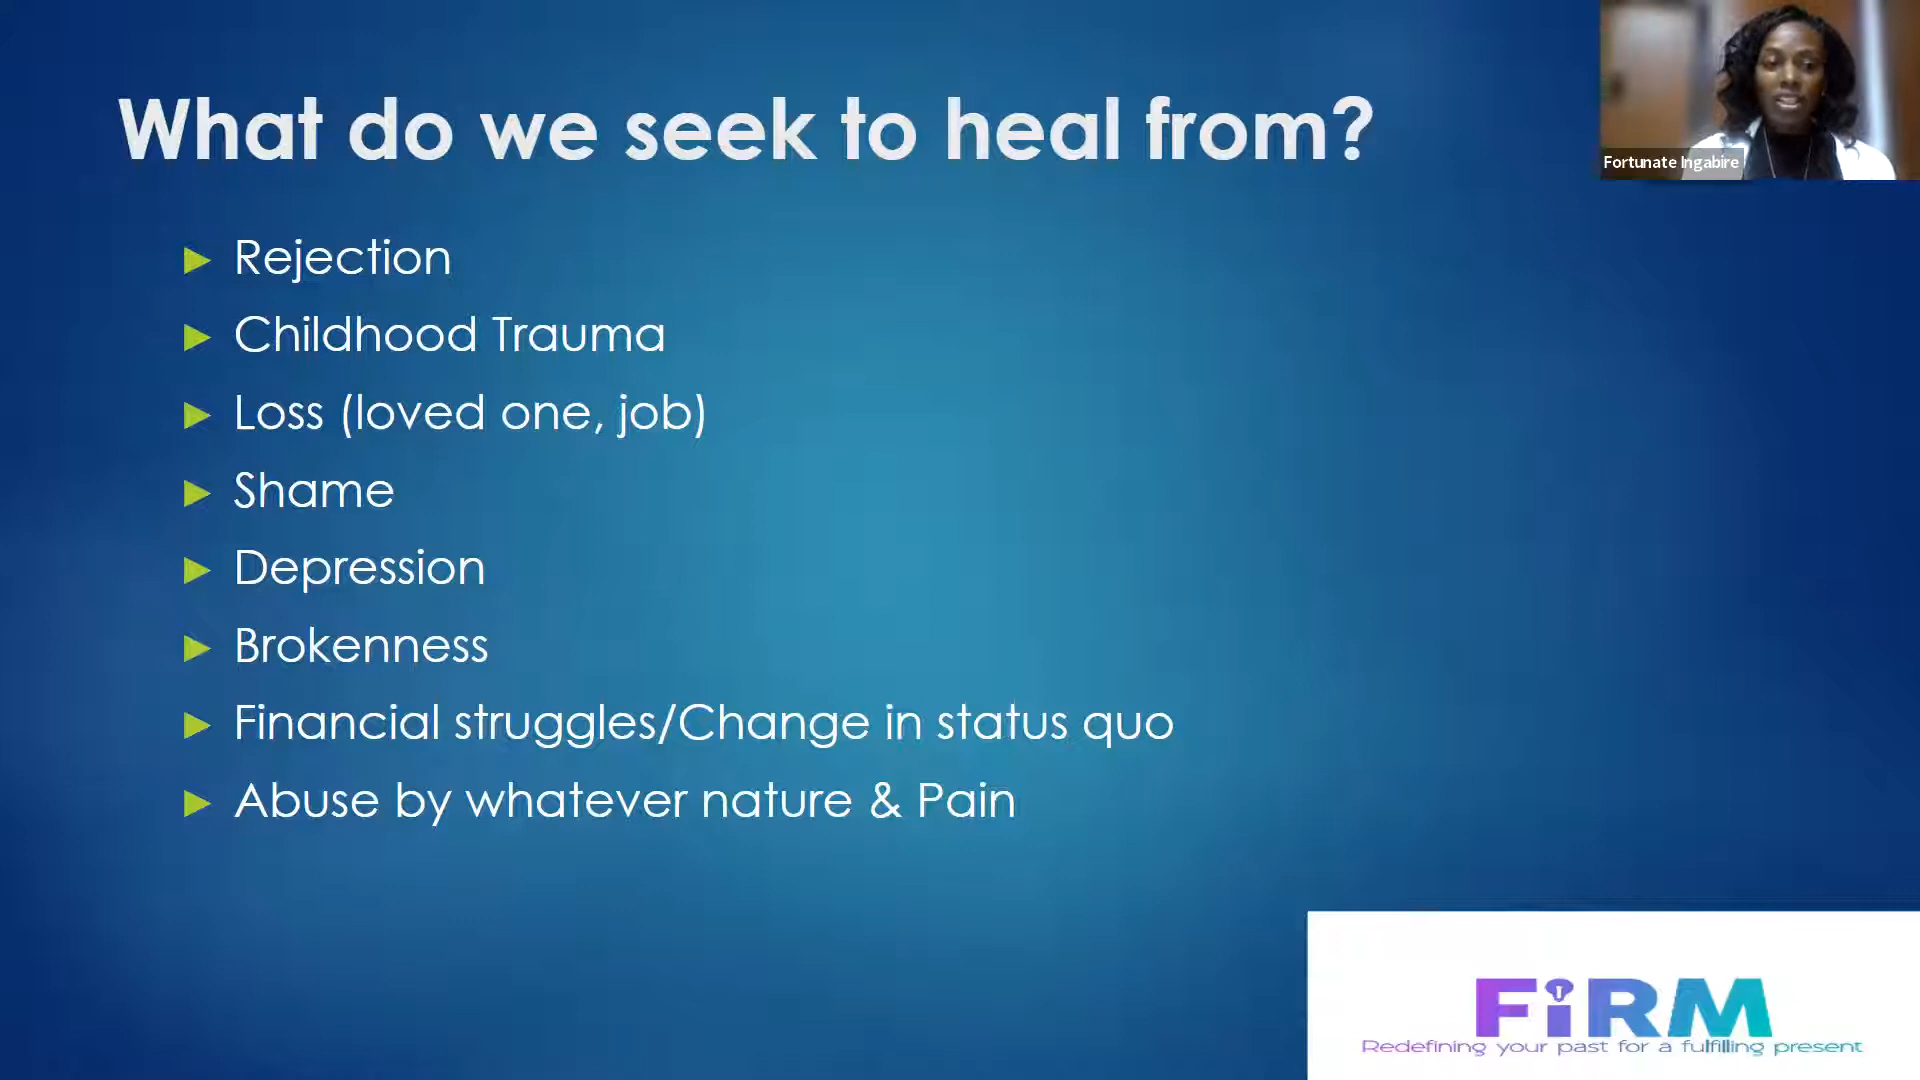 What do we seek to heal from?
Fortunate Ingabire
Rejection
Childhood Trauma
Loss (loved one, job)
Shame
Depression
Brokenness
Financial struggles/Change in status quo
Abuse by whatever nature & Pain
FiRM
Redefining your past for a fulfilling present